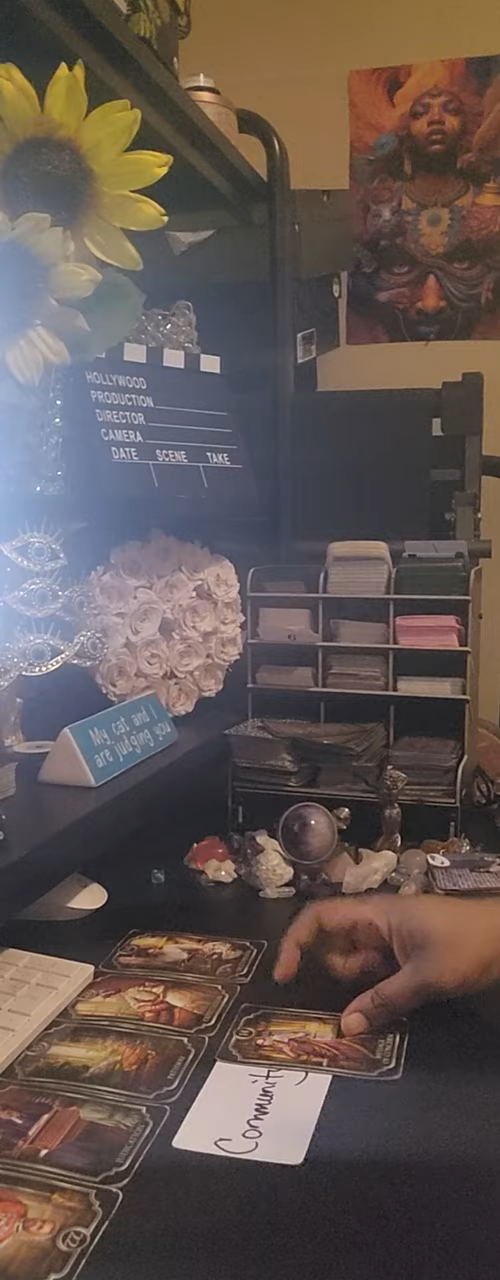 HOLLYWOOD
PRODUCTION
DIRECTOR
CAMERA
DATE SCENE TAKE
My cat and I
are judging you
Community